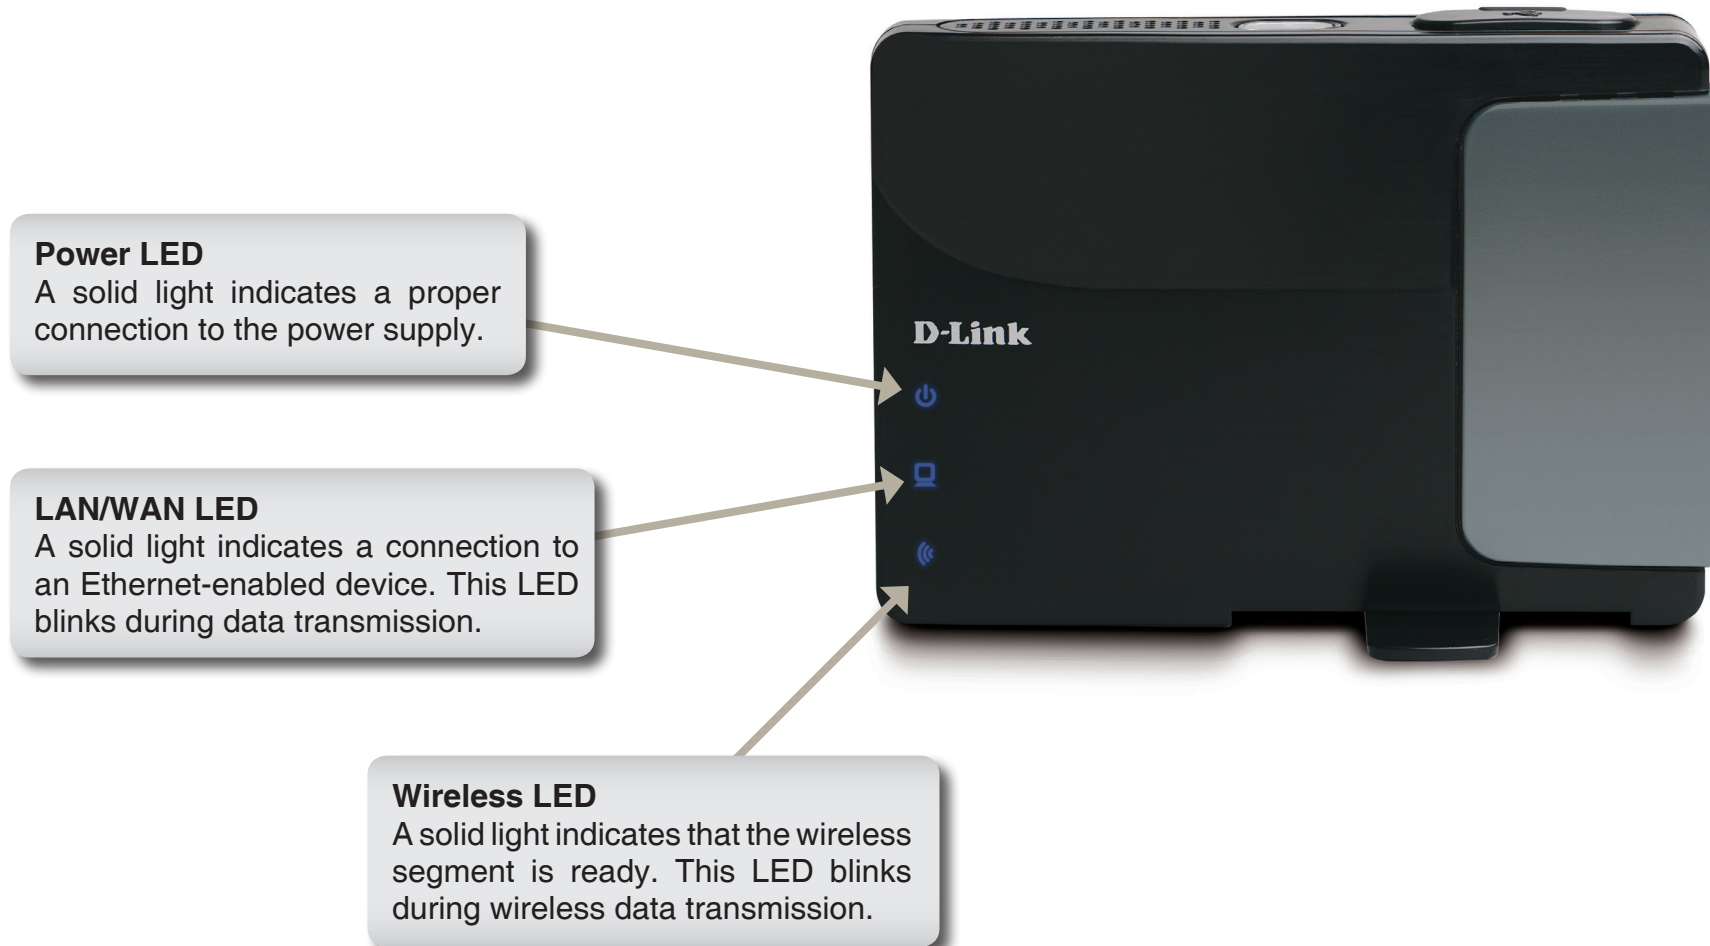 Power LED
A solid light indicates a proper
connection to the power supply.
D-Link
LAN/WAN LED
A solid light indicates a connection to
an Ethernet-enabled device. This LED
blinks during data transmission.
Wireless LED
A solid light indicates that the wireless
segment is ready. This LED blinks
during wireless data transmission.